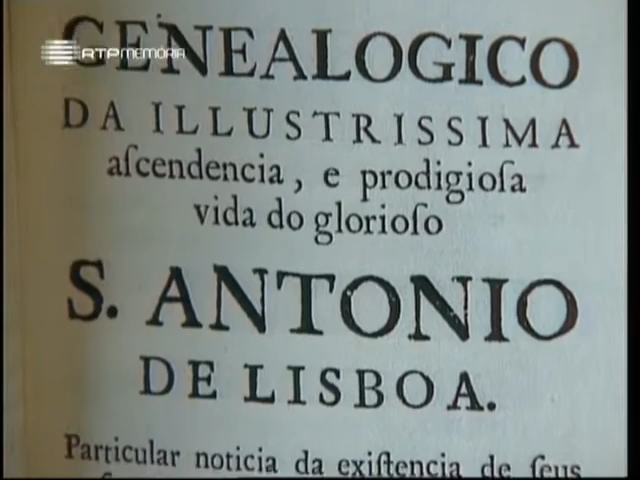 RTP MEMÓRIA
GENEALOGICO
DA ILLUSTRISSIMA
aſcendencia, e prodigioſa
vida do glorioſo
S. ANTONIO
DE LISBOA.
Particular noticia da exiſtencia de ſeus